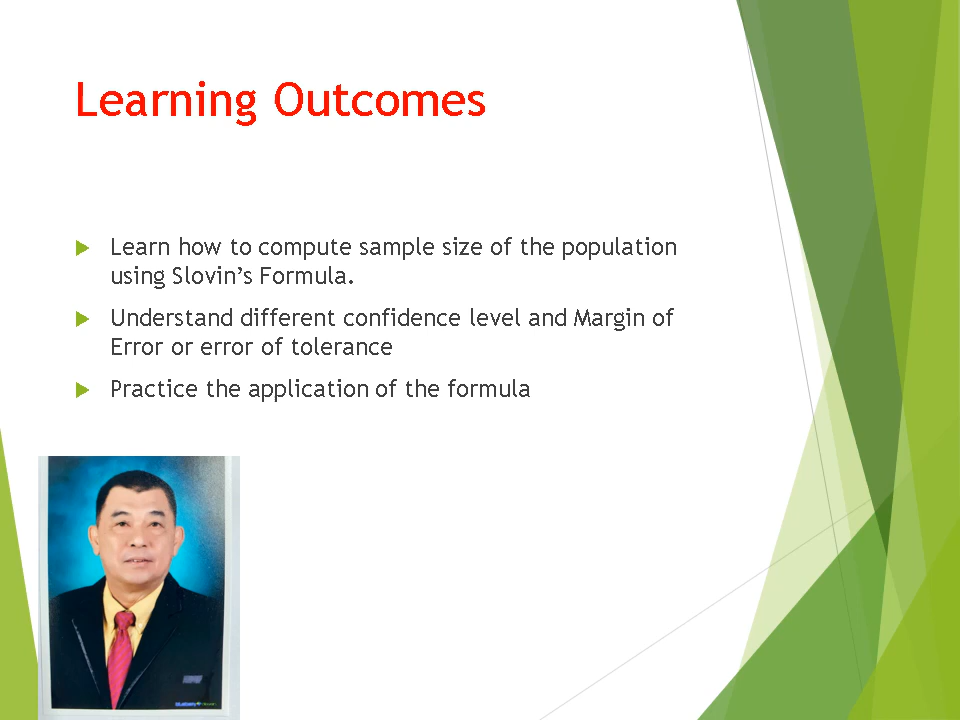 Learning Outcomes
Learn how to compute sample size of the population
using Slovin’s Formula.
Understand different confidence level and Margin of
Error or error of tolerance
Practice the application of the formula